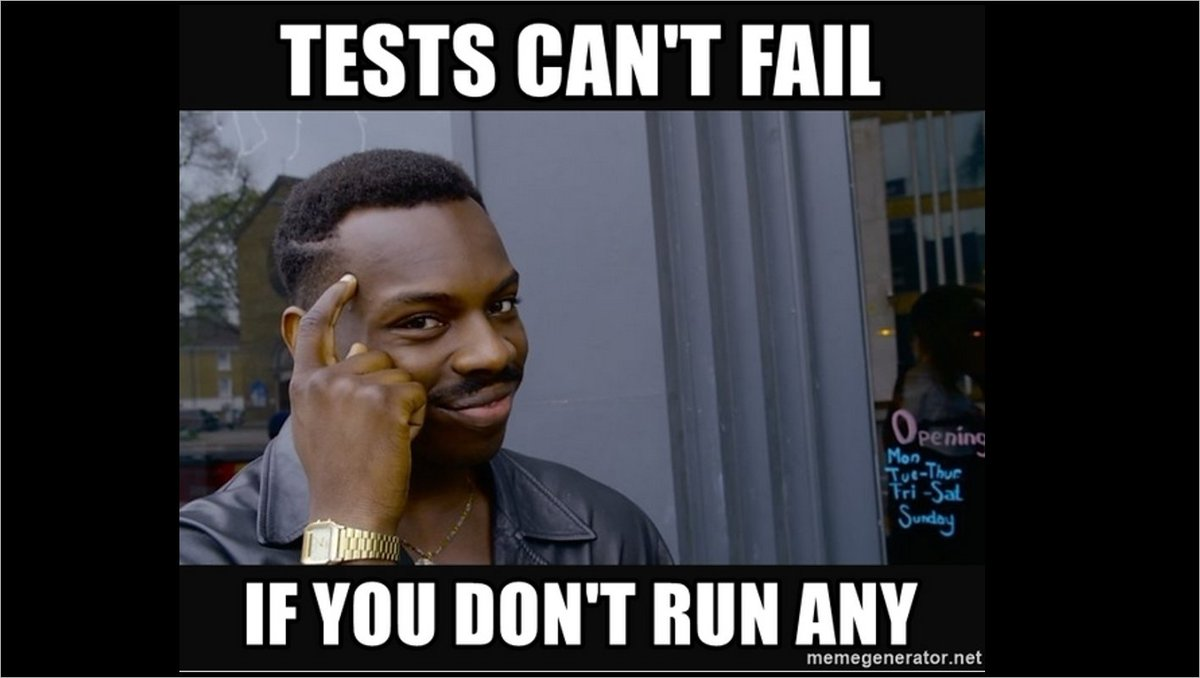 TESTS CAN'T FAIL
Opening
Mon
Tue-Thur
Fri-Sat
Sunday
IF YOU DON'T RUN ANY
memegenerator.net